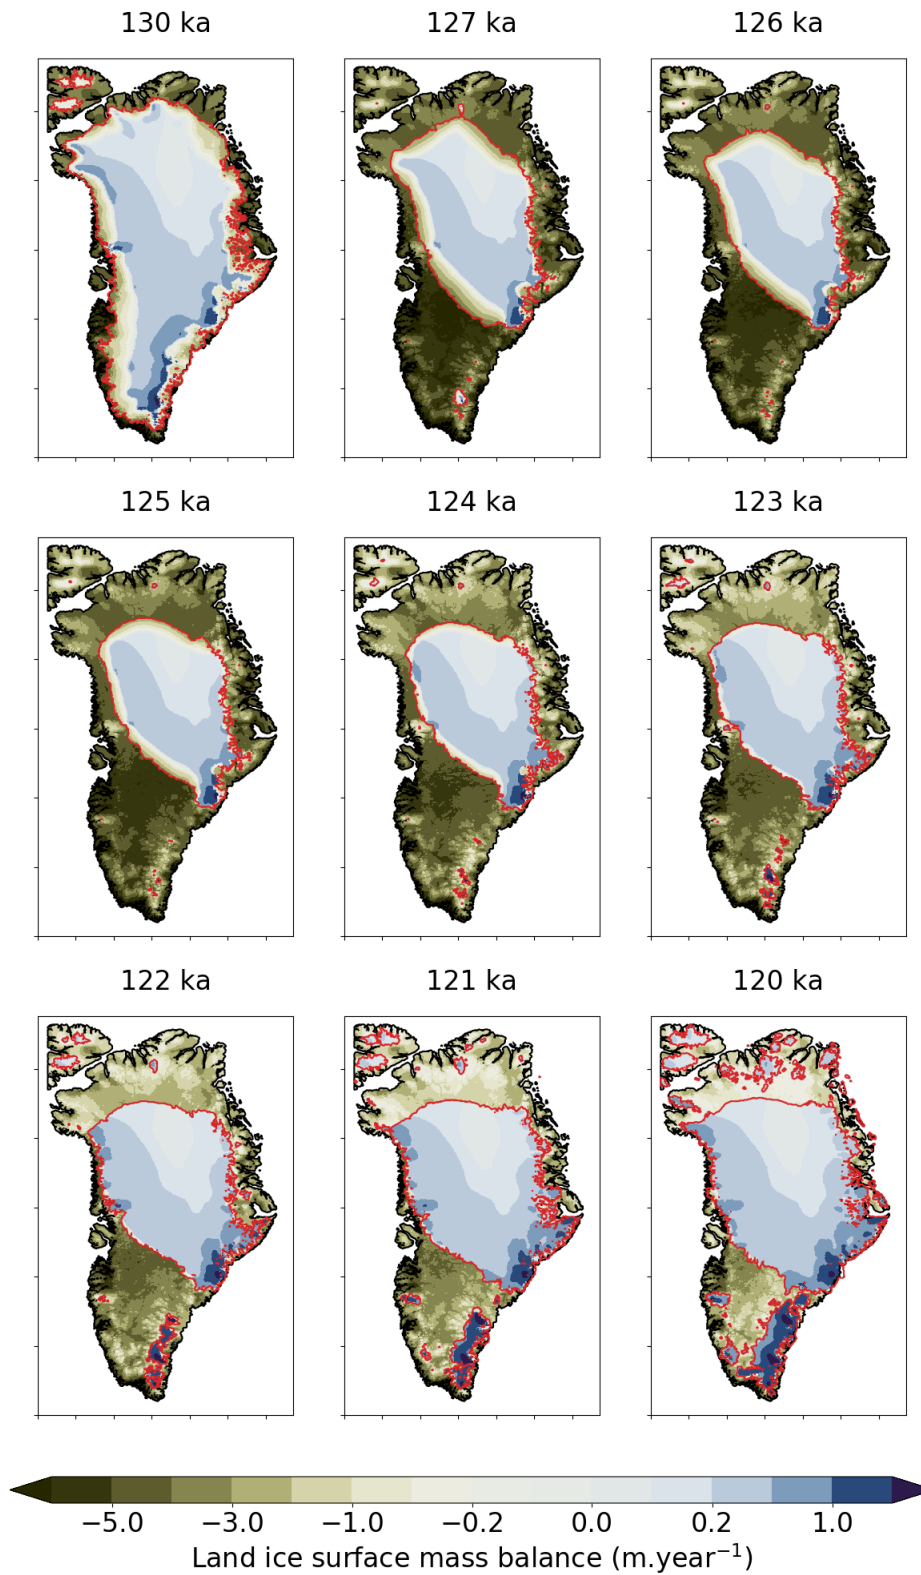 130 ka 127 ka 126 ka
125 ka 124 ka 123 ka
122 ka 121 ka 120 ka
−5.0 −3.0 −1.0 −0.2 0.0 0.2 1.0
Land ice surface mass balance (m.year⁻¹)